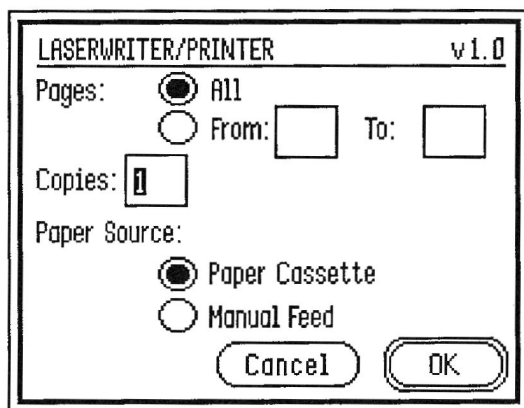 LASERWRITER/PRINTER v1.0
Pages: All
From: To:
Copies: 1
Paper Source:
Paper Cassette
Manual Feed
Cancel OK